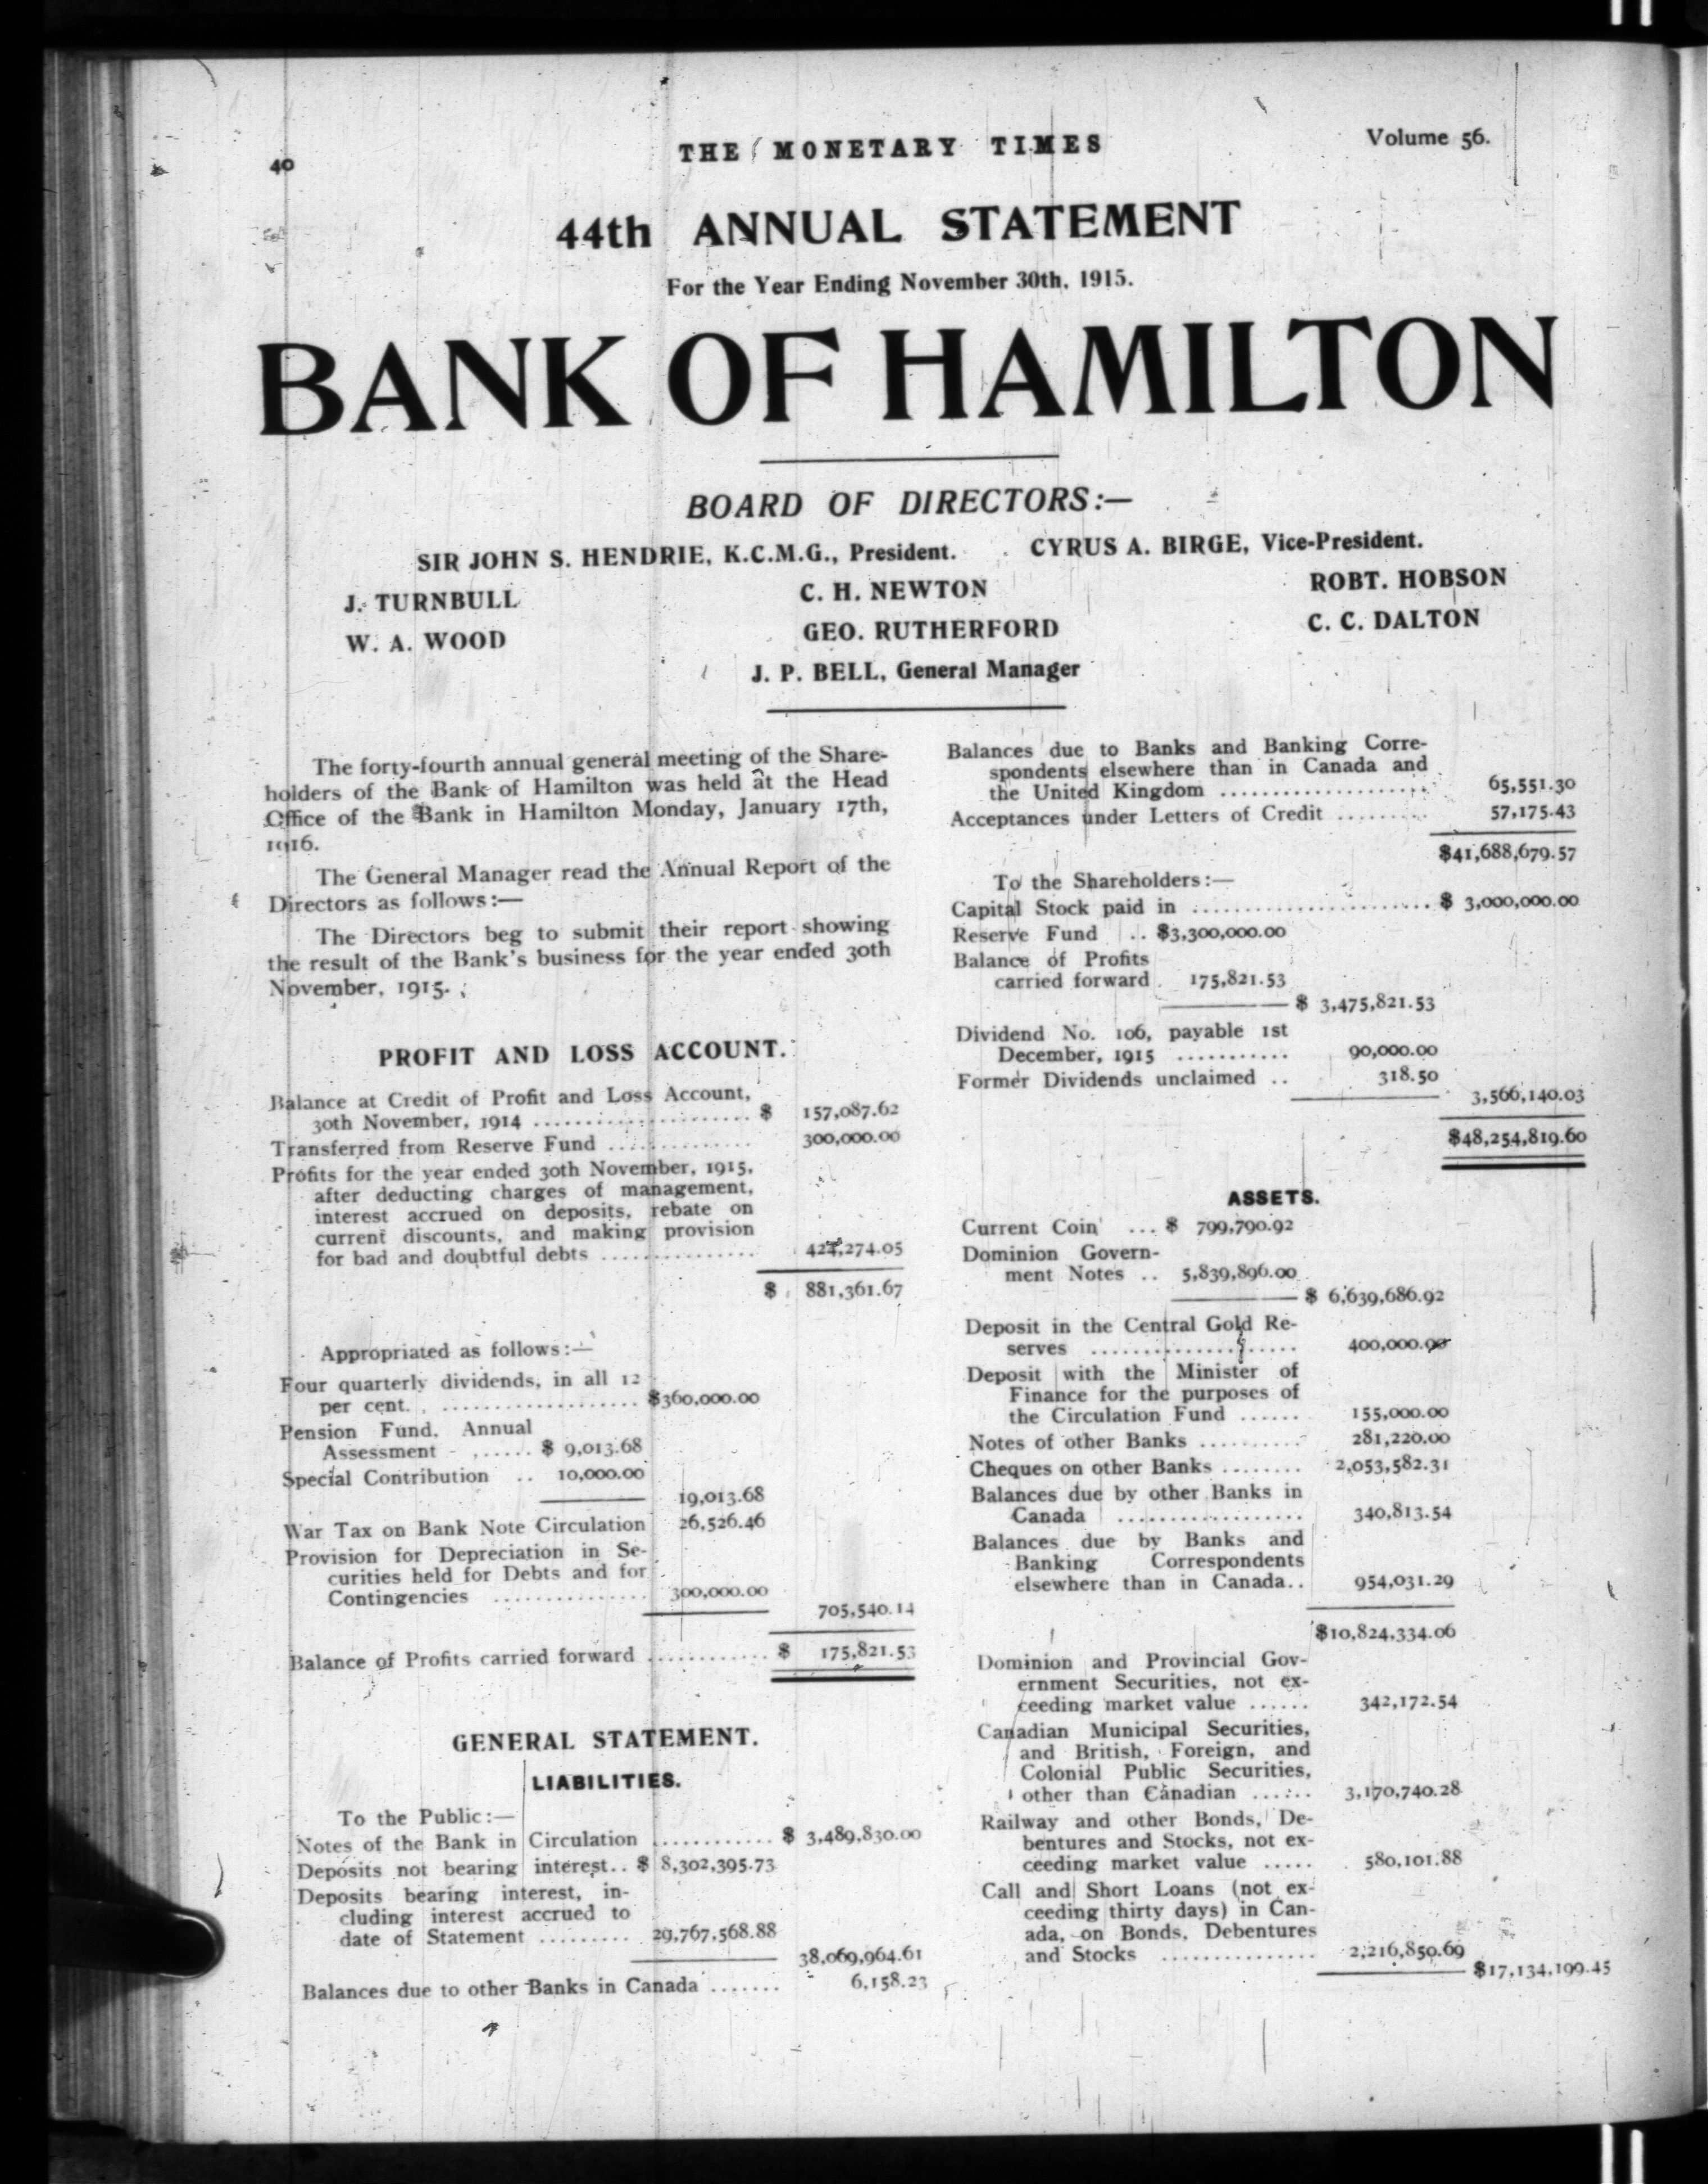 40
THE MONETARY TIMES
Volume 56.
44th ANNUAL STATEMENT
For the Year Ending November 30th, 1915.
BANK OF HAMILTON
BOARD OF DIRECTORS:—
SIR JOHN S. HENDRIE, K.C.M.G., President. CYRUS A. BIRGE, Vice-President.
J. TURNBULL C. H. NEWTON ROBT. HOBSON
W. A. WOOD GEO. RUTHERFORD C. C. DALTON
J. P. BELL, General Manager
The forty-fourth annual general meeting of the Share-
holders of the Bank of Hamilton was held at the Head
Office of the Bank in Hamilton Monday, January 17th,
1916.
The General Manager read the Annual Report of the
Directors as follows:—
The Directors beg to submit their report showing
the result of the Bank's business for the year ended 30th
November, 1915.
PROFIT AND LOSS ACCOUNT.
Balance at Credit of Profit and Loss Account,
30th November, 1914 .................... $ 157,087.62
Transferred from Reserve Fund ............. 300,000.00
Profits for the year ended 30th November, 1915,
after deducting charges of management,
interest accrued on deposits, rebate on
current discounts, and making provision
for bad and doubtful debts .............. 424,274.05
$ 881,361.67
Appropriated as follows:—
Four quarterly dividends, in all 12
per cent. .................. $360,000.00
Pension Fund, Annual
Assessment ...... $ 9,013.68
Special Contribution .. 10,000.00
19,013.68
War Tax on Bank Note Circulation 26,526.46
Provision for Depreciation in Se-
curities held for Debts and for
Contingencies ............... 300,000.00
705,540.14
Balance of Profits carried forward ............ $ 175,821.53
GENERAL STATEMENT.
LIABILITIES.
To the Public:—
Notes of the Bank in Circulation ............ $ 3,489,830.00
Deposits not bearing interest.. $ 8,302,395.73
Deposits bearing interest, in-
cluding interest accrued to
date of Statement ......... 29,767,568.88
38,069,964.61
Balances due to other Banks in Canada ....... 6,158.23
Balances due to Banks and Banking Corre-
spondents elsewhere than in Canada and
the United Kingdom ................... 65,551.30
Acceptances under Letters of Credit ......... 57,175.43
$41,688,679.57
To the Shareholders:—
Capital Stock paid in ...................... $ 3,000,000.00
Reserve Fund .. $3,300,000.00
Balance of Profits
carried forward . 175,821.53
$ 3,475,821.53
Dividend No. 106, payable 1st
December, 1915 ........... 90,000.00
Former Dividends unclaimed .. 318.50
3,566,140.03
$48,254,819.60
ASSETS.
Current Coin ... $ 799,790.92
Dominion Govern-
ment Notes .. 5,839,896.00
$ 6,639,686.92
Deposit in the Central Gold Re-
serves ................... 400,000.00
Deposit with the Minister of
Finance for the purposes of
the Circulation Fund ...... 155,000.00
Notes of other Banks .......... 281,220.00
Cheques on other Banks ........ 2,053,582.31
Balances due by other Banks in
Canada ................. 340,813.54
Balances due by Banks and
Banking Correspondents
elsewhere than in Canada.. 954,031.29
$10,824,334.06
Dominion and Provincial Gov-
ernment Securities, not ex-
ceeding market value ...... 342,172.54
Canadian Municipal Securities,
and British, Foreign, and
Colonial Public Securities,
other than Canadian ...... 3,170,740.28
Railway and other Bonds, De-
bentures and Stocks, not ex-
ceeding market value ..... 580,101.88
Call and Short Loans (not ex-
ceeding thirty days) in Can-
ada, on Bonds, Debentures
and Stocks .............. 2,216,850.69
$17,134,199.45